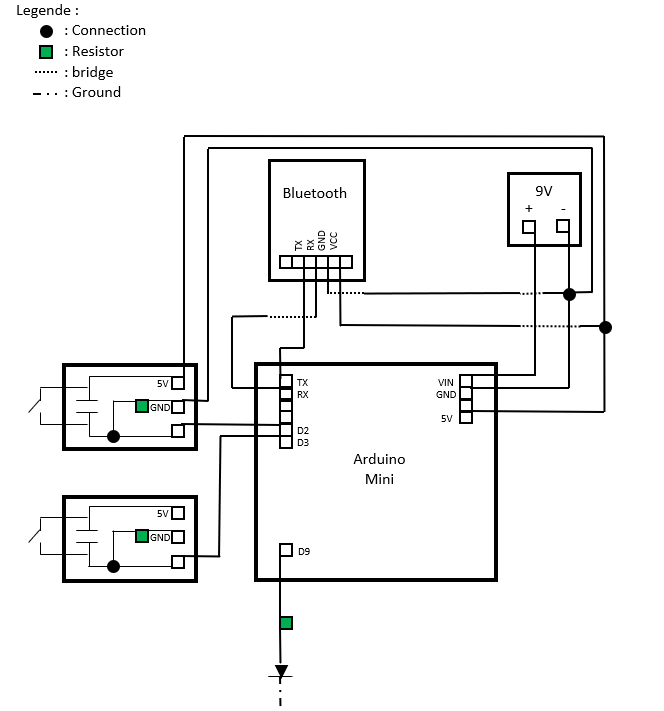 Legende :
: Connection
: Resistor
: bridge
: Ground
Bluetooth
TX
RX
GND
VCC
9V
+ -
5V
GND
TX
RX
D2
D3
VIN
GND
5V
Arduino
Mini
5V
GND
D9